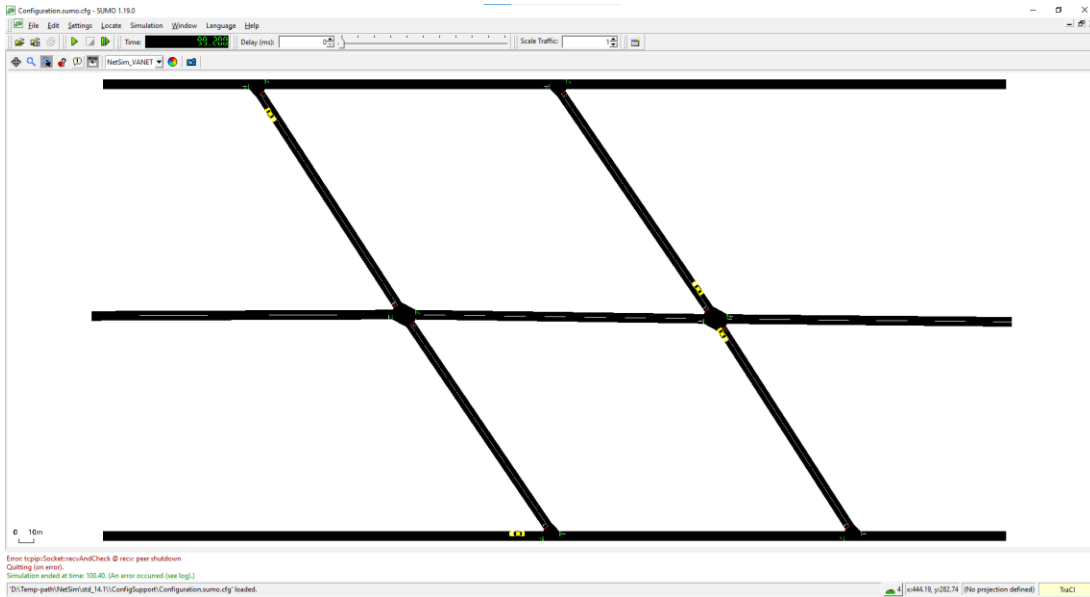 Configuration.sumo.cfg - SUMO 1.19.0
File Edit Settings Locate Simulation Window Language Help
Time: 99.200 Delay (ms): 0 Scale Traffic: 1
NetSim_VANET
0 10m
Error: tcpip::Socket::recvAndCheck @ recv: peer shutdown
Quitting (on error).
Simulation ended at time: 100.40. (An error occurred (see log).)
'D:\Temp-path\NetSim\std_14.1\\ConfigSupport\Configuration.sumo.cfg' loaded. 4 x:444.19, y:282.74 (No projection defined) TraCI